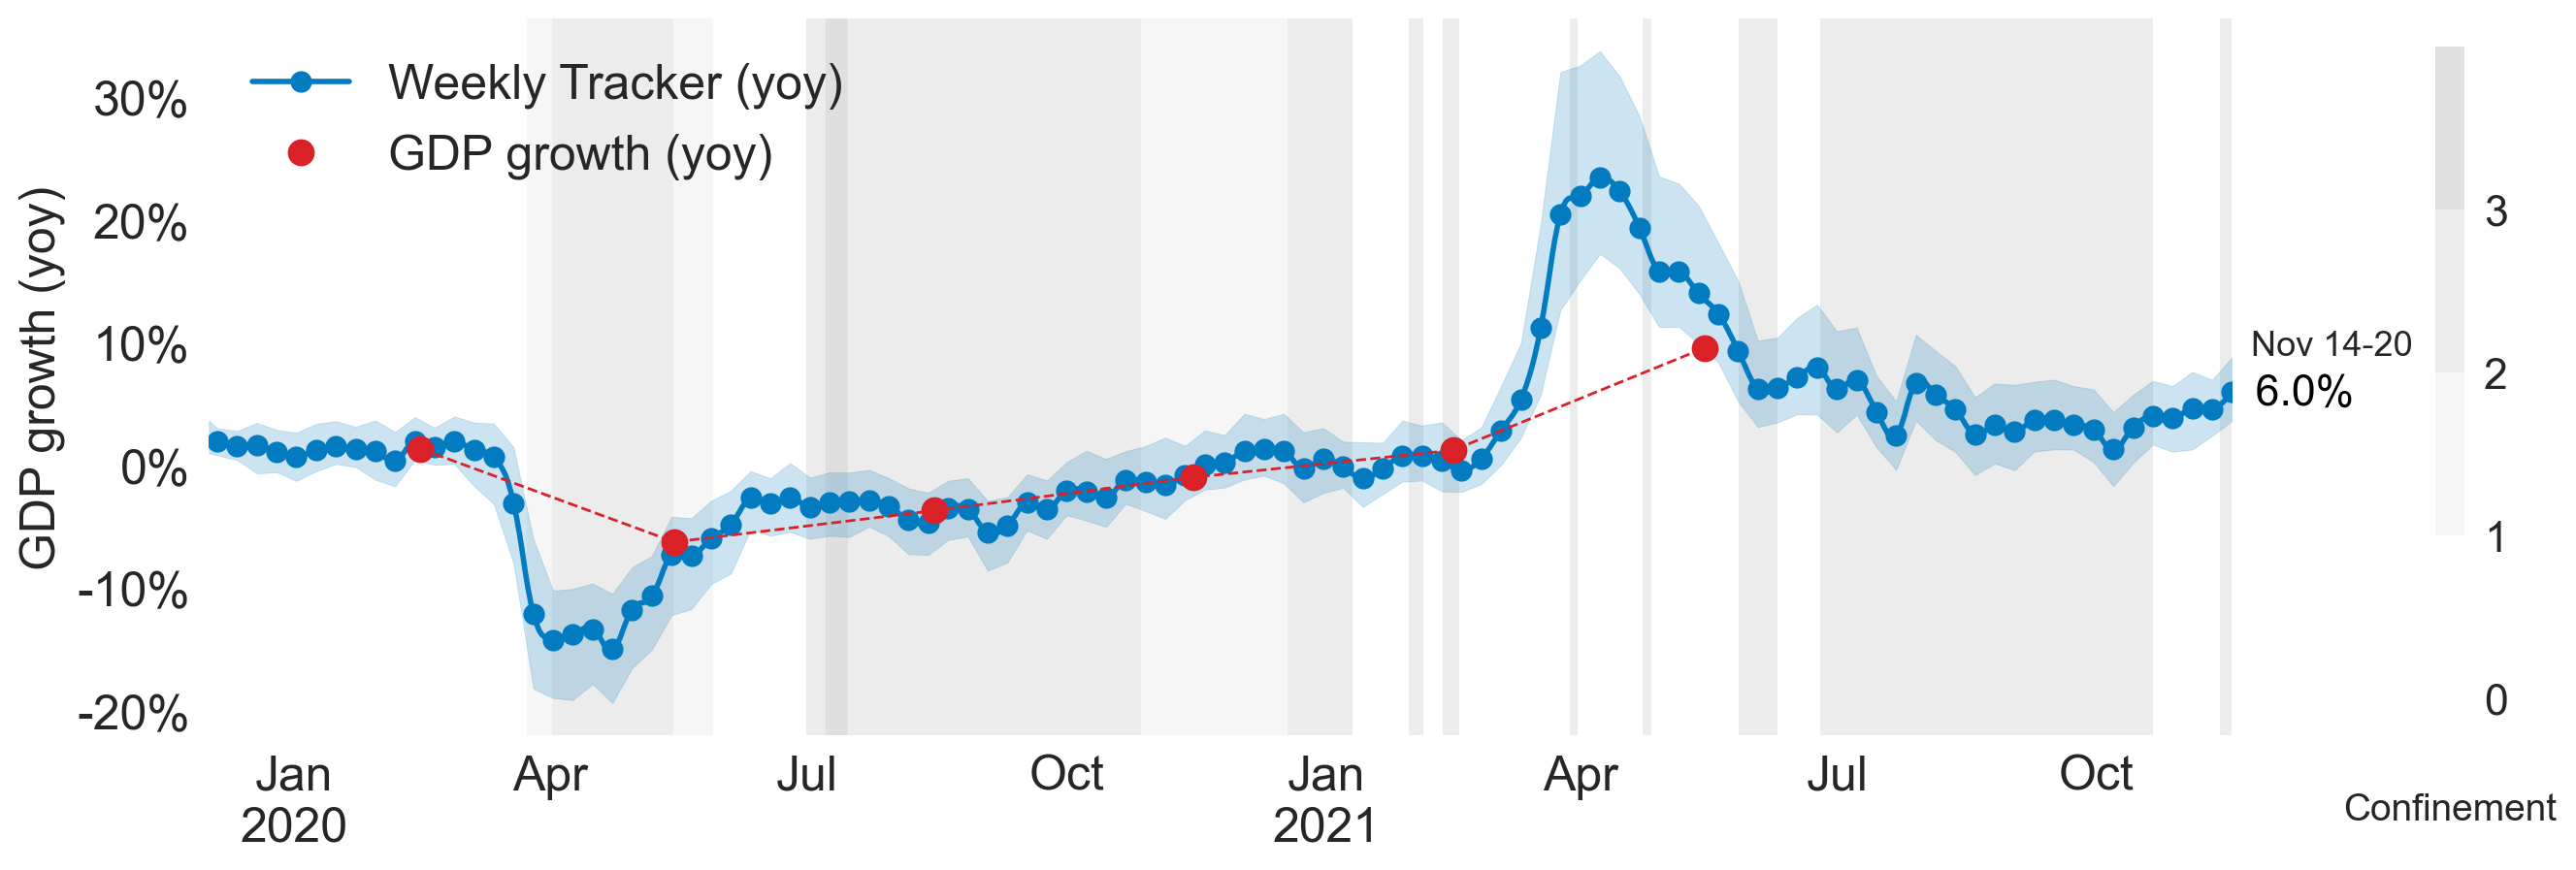 Weekly Tracker (yoy)
GDP growth (yoy)
GDP growth (yoy)
30%
20%
10%
0%
-10%
-20%
Jan
2020
Apr
Jul
Oct
Jan
2021
Apr
Jul
Oct
Nov 14-20
6.0%
3
2
1
0
Confinement